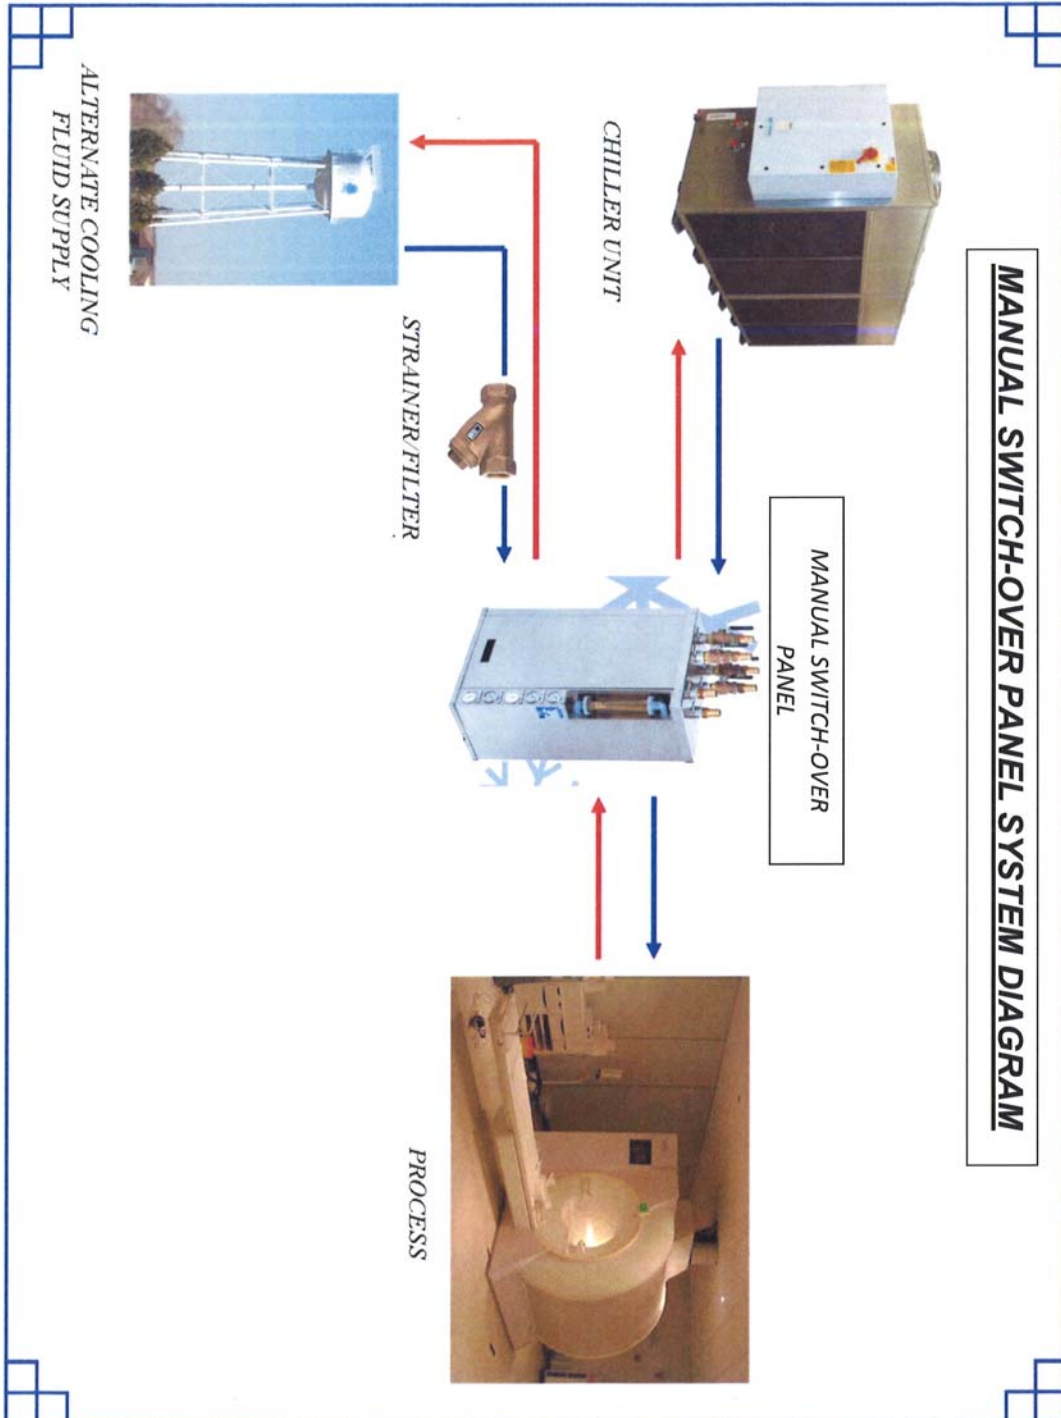 MANUAL SWITCH-OVER PANEL SYSTEM DIAGRAM
CHILLER UNIT
MANUAL SWITCH-OVER
PANEL
STRAINER/FILTER
ALTERNATE COOLING
FLUID SUPPLY
PROCESS